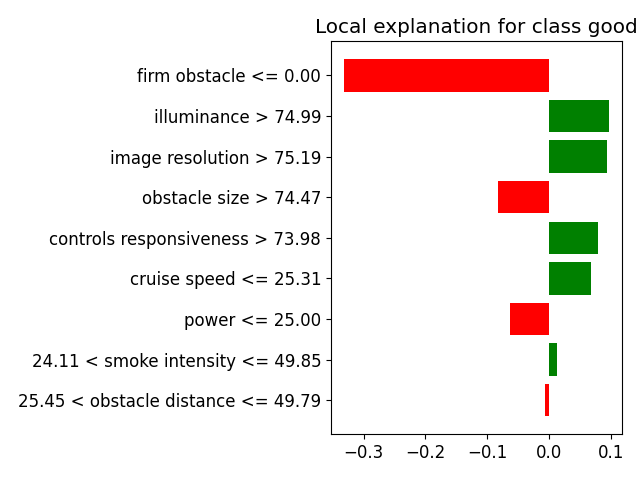 Local explanation for class good
firm obstacle <= 0.00
illuminance > 74.99
image resolution > 75.19
obstacle size > 74.47
controls responsiveness > 73.98
cruise speed <= 25.31
power <= 25.00
24.11 < smoke intensity <= 49.85
25.45 < obstacle distance <= 49.79
−0.3 −0.2 −0.1 0.0 0.1